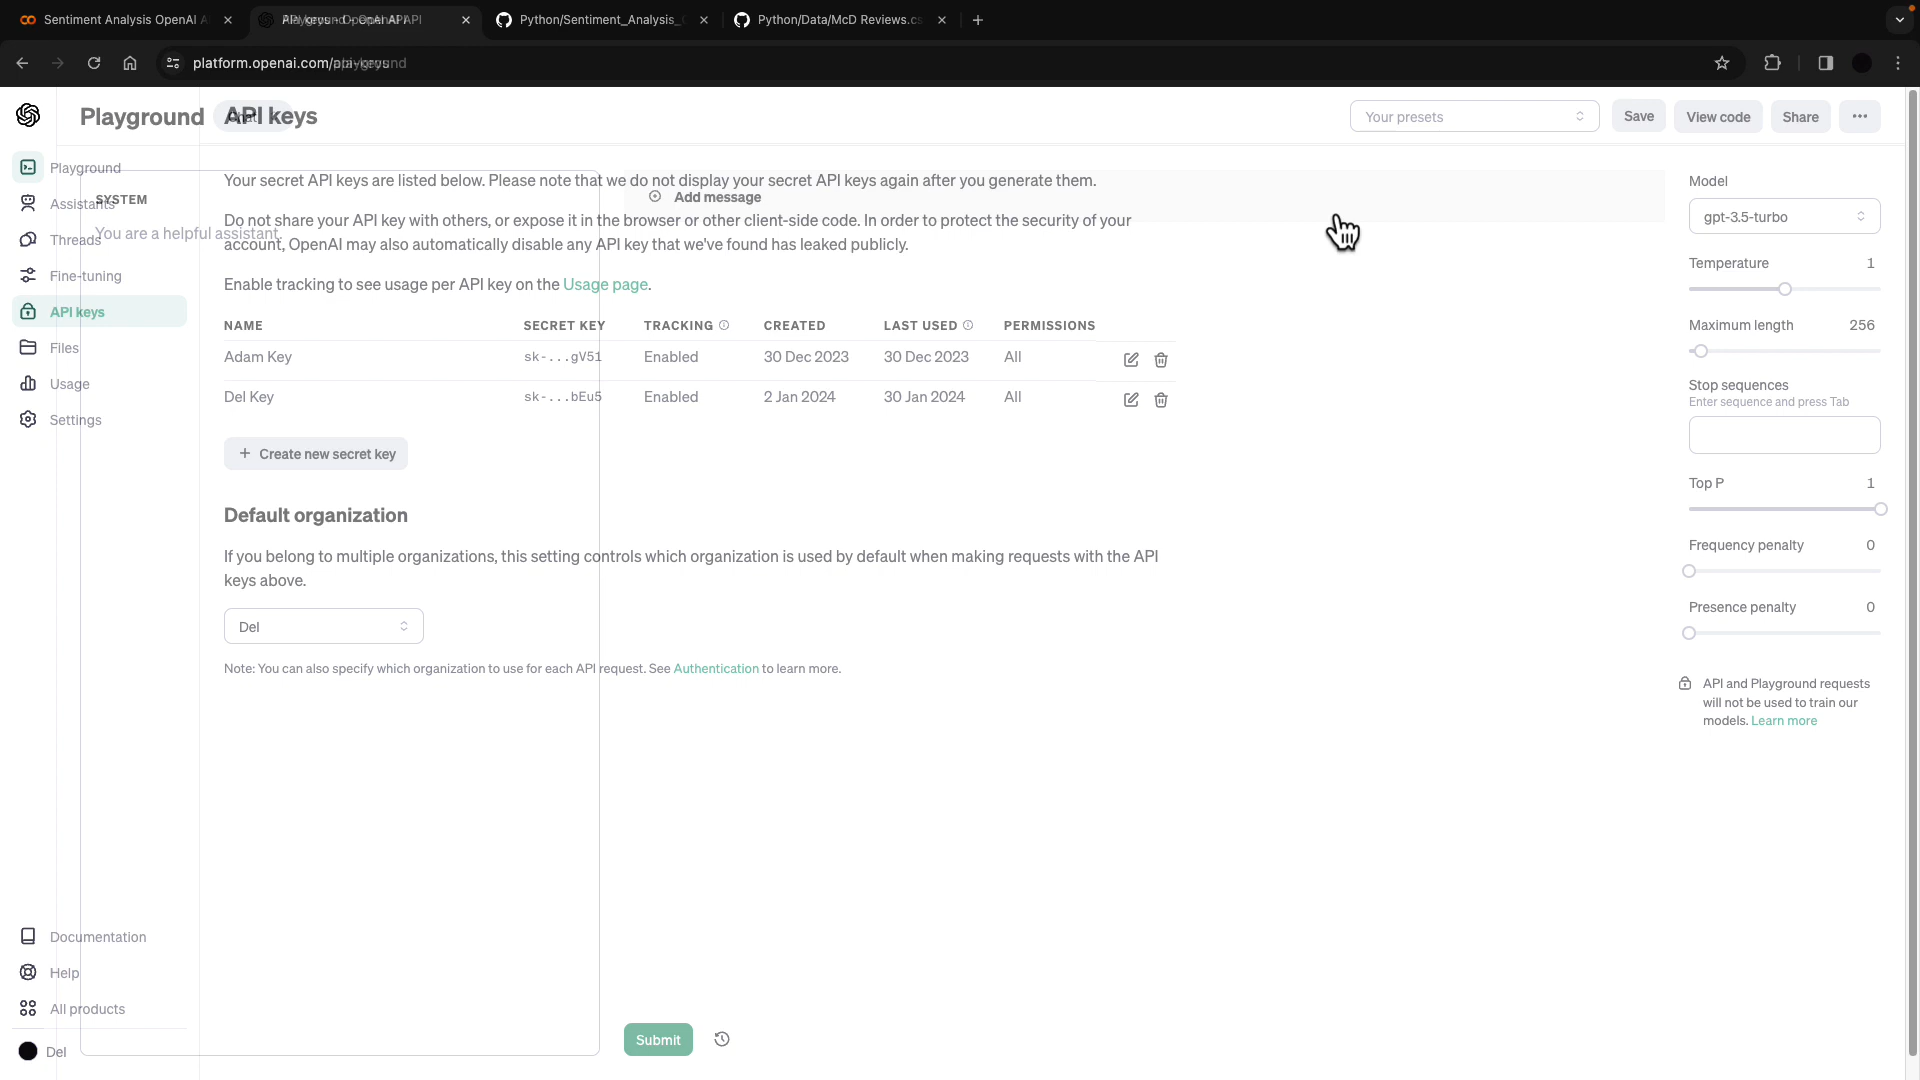 Sentiment Analysis OpenAI A
API keys - OpenAI API
Python/Sentiment_Analysis_
Python/Data/McD Reviews.cs
platform.openai.com/
Playground
Chat
API keys
Your presets
Save
View code
Share
Playground
Assistants
Threads
Fine-tuning
API keys
Files
Usage
Settings
SYSTEM
You are a helpful assistant.
Add message
Your secret API keys are listed below. Please note that we do not display your secret API keys again after you generate them.
Do not share your API key with others, or expose it in the browser or other client-side code. In order to protect the security of your
account, OpenAI may also automatically disable any API key that we've found has leaked publicly.
Enable tracking to see usage per API key on the Usage page.
NAME SECRET KEY TRACKING CREATED LAST USED PERMISSIONS
Adam Key sk-...gV51 Enabled 30 Dec 2023 30 Dec 2023 All
Del Key sk-...bEu5 Enabled 2 Jan 2024 30 Jan 2024 All
+ Create new secret key
Default organization
If you belong to multiple organizations, this setting controls which organization is used by default when making requests with the API
keys above.
Del
Note: You can also specify which organization to use for each API request. See Authentication to learn more.
Model
gpt-3.5-turbo
Temperature 1
Maximum length 256
Stop sequences
Enter sequence and press Tab
Top P 1
Frequency penalty 0
Presence penalty 0
API and Playground requests
will not be used to train our
models. Learn more
Documentation
Help
All products
Del
Submit